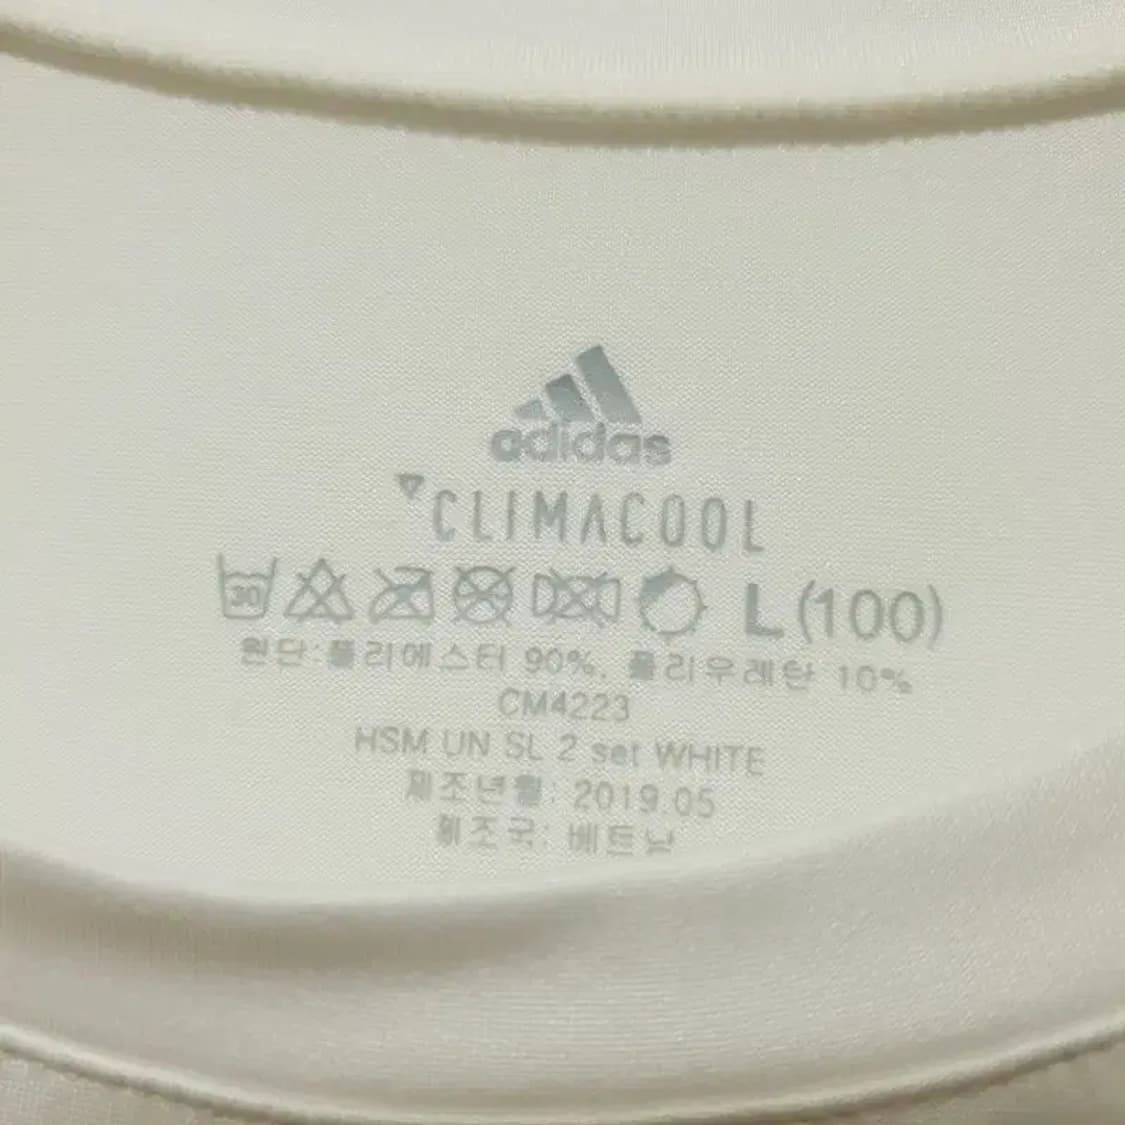 adidas
CLIMACOOL
30 L (100)
원단:폴리에스터 90%, 폴리우레탄 10%
CM4223
HSM UN SL 2 set WHITE
제조년월: 2019.05
제조국: 베트남